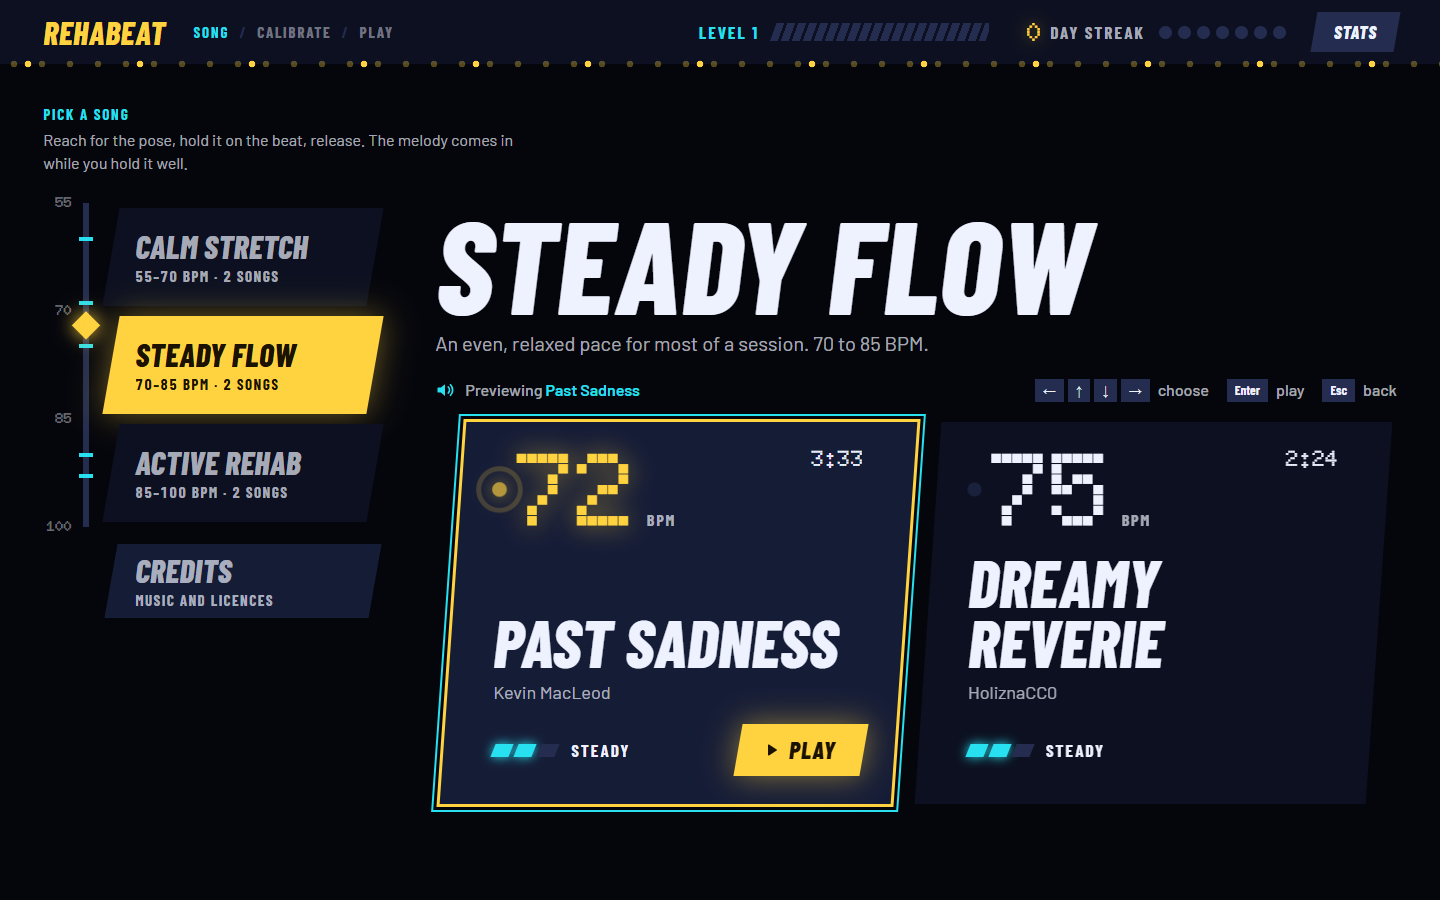 REHABEAT
SONG / CALIBRATE / PLAY
LEVEL 1
0 DAY STREAK
STATS
PICK A SONG
Reach for the pose, hold it on the beat, release. The melody comes in
while you hold it well.
55
70
85
100
CALM STRETCH
55–70 BPM · 2 SONGS
STEADY FLOW
70–85 BPM · 2 SONGS
ACTIVE REHAB
85–100 BPM · 2 SONGS
CREDITS
MUSIC AND LICENCES
STEADY FLOW
An even, relaxed pace for most of a session. 70 to 85 BPM.
Previewing Past Sadness
← ↑ ↓ → choose Enter play Esc back
72 BPM
3:33
PAST SADNESS
Kevin MacLeod
STEADY
PLAY
75 BPM
2:24
DREAMY
REVERIE
HoliznaCC0
STEADY